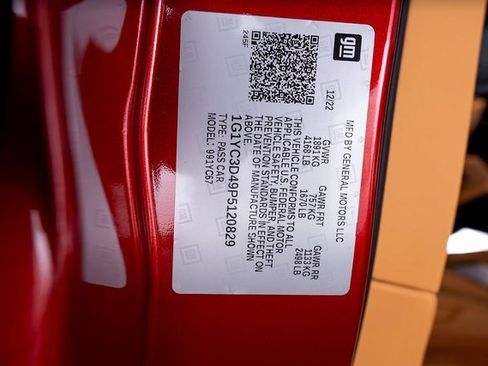 gm
MFD BY GENERAL MOTORS LLC
12/22
GVWR GAWR FRT GAWR RR
1891 KG 757 KG 1133 KG
4168 LB 1670 LB 2498 LB
THIS VEHICLE CONFORMS TO ALL
APPLICABLE U.S. FEDERAL MOTOR
VEHICLE SAFETY, BUMPER, AND THEFT
PREVENTION STANDARDS IN EFFECT ON
THE DATE OF MANUFACTURE SHOWN
ABOVE.
1G1YC3D49P5120829
TYPE: PASS CAR
MODEL: 991YC67
245F